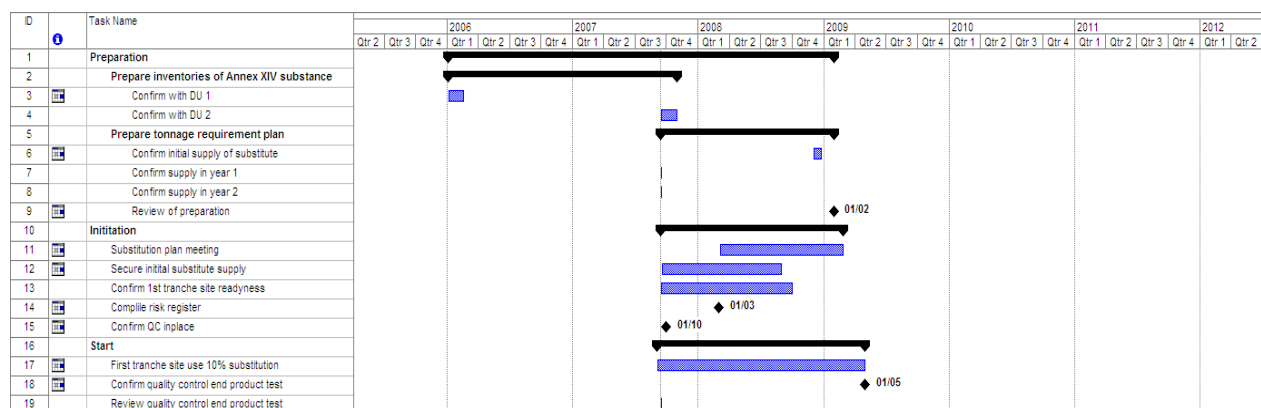 ID Task Name
2006 2007 2008 2009 2010 2011 2012
Qtr 2 Qtr 3 Qtr 4 Qtr 1 Qtr 2 Qtr 3 Qtr 4 Qtr 1 Qtr 2 Qtr 3 Qtr 4 Qtr 1 Qtr 2 Qtr 3 Qtr 4 Qtr 1 Qtr 2 Qtr 3 Qtr 4 Qtr 1 Qtr 2 Qtr 3 Qtr 4 Qtr 1 Qtr 2 Qtr 3 Qtr 4 Qtr 1 Qtr 2
1 Preparation
2 Prepare inventories of Annex XIV substance
3 Confirm with DU 1
4 Confirm with DU 2
5 Prepare tonnage requirement plan
6 Confirm initial supply of substitute
7 Confirm supply in year 1
8 Confirm supply in year 2
9 Review of preparation 01/02
10 Inititation
11 Substitution plan meeting
12 Secure initital substitute supply
13 Confirm 1st tranche site readyness
14 Complile risk register 01/03
15 Confirm QC inplace 01/10
16 Start
17 First tranche site use 10% substitution
18 Confirm quality control end product test 01/05
19 Review quality control end product test